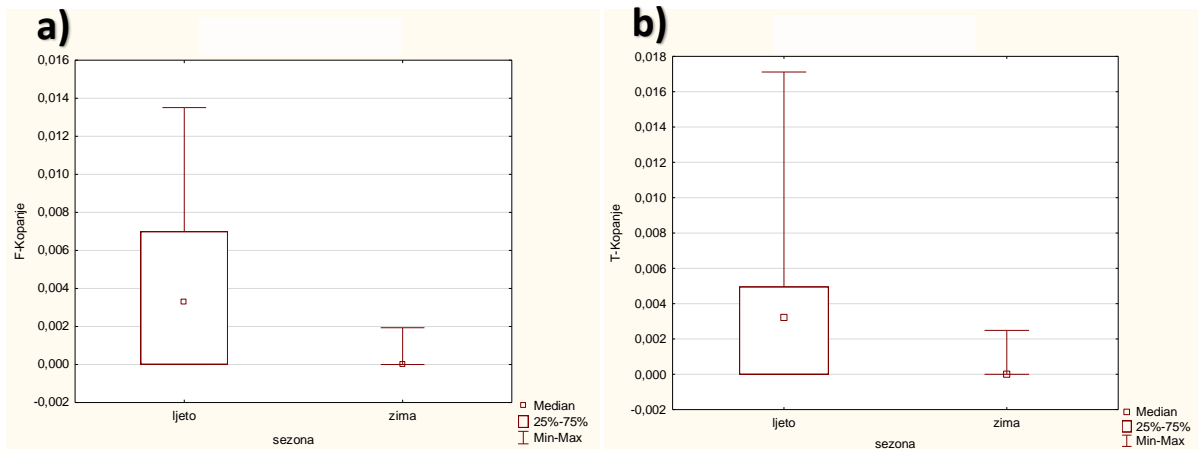 a)
0,016
0,014
0,012
0,010
0,008
0,006
0,004
0,002
0,000
-0,002
F-Kopanje
ljeto
zima
sezona
Median
25%-75%
Min-Max
b)
0,018
0,016
0,014
0,012
0,010
0,008
0,006
0,004
0,002
0,000
-0,002
T-Kopanje
ljeto
zima
sezona
Median
25%-75%
Min-Max